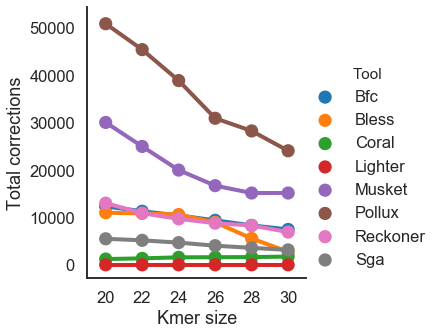 50000
40000
30000
20000
10000
0
Total corrections
20 22 24 26 28 30
Kmer size
Tool
Bfc
Bless
Coral
Lighter
Musket
Pollux
Reckoner
Sga